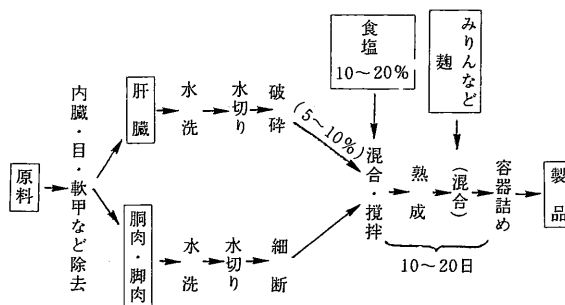 原料
内臓・目・軟甲など除去
肝臓
水洗
水切り
破砕
(5〜10%)
胴肉・脚肉
水洗
水切り
細断
食塩
10〜20%
混合・撹拌
熟成
みりんなど
麹
(混合)
容器詰め
製品
10〜20日